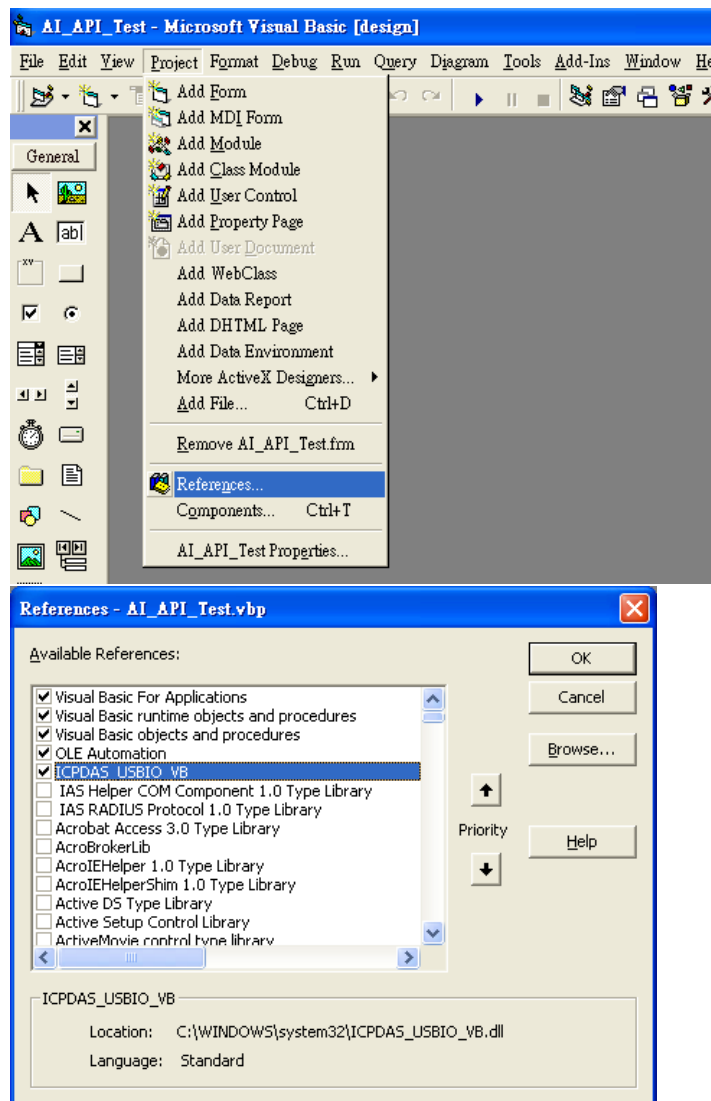 AI_API_Test - Microsoft Visual Basic [design]
File Edit View Project Format Debug Run Query Diagram Tools Add-Ins Window
General
A ab|
xy
Add Form
Add MDI Form
Add Module
Add Class Module
Add User Control
Add Property Page
Add User Document
Add WebClass
Add Data Report
Add DHTML Page
Add Data Environment
More ActiveX Designers...
Add File... Ctrl+D
Remove AI_API_Test.frm
References...
Components... Ctrl+T
AI_API_Test Properties...
References - AI_API_Test.vbp
Available References:
Visual Basic For Applications
Visual Basic runtime objects and procedures
Visual Basic objects and procedures
OLE Automation
ICPDAS_USBIO_VB
IAS Helper COM Component 1.0 Type Library
IAS RADIUS Protocol 1.0 Type Library
Acrobat Access 3.0 Type Library
AcroBrokerLib
AcroIEHelper 1.0 Type Library
AcroIEHelperShim 1.0 Type Library
Active DS Type Library
Active Setup Control Library
ActiveMovie control type library
OK
Cancel
Browse...
Priority
Help
ICPDAS_USBIO_VB
Location: C:\WINDOWS\system32\ICPDAS_USBIO_VB.dll
Language: Standard